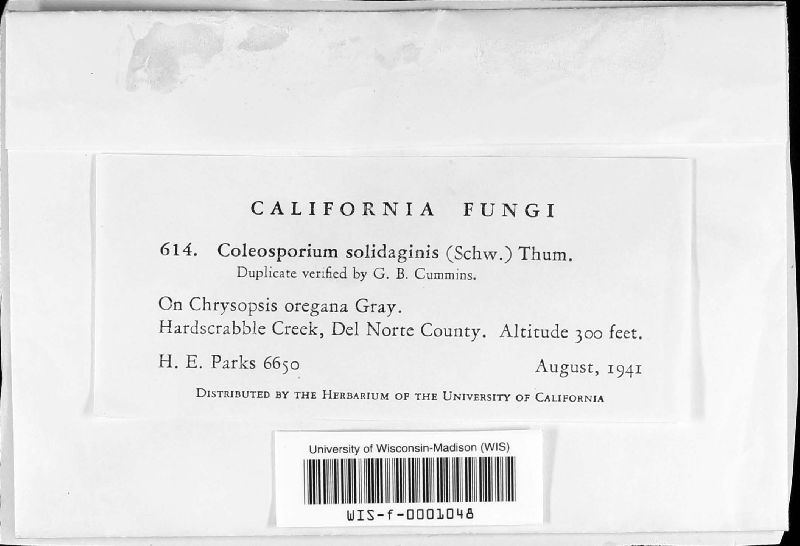 CALIFORNIA FUNGI
614. Coleosporium solidaginis (Schw.) Thum.
Duplicate verified by G. B. Cummins.
On Chrysopsis oregana Gray.
Hardscrabble Creek, Del Norte County. Altitude 300 feet.
H. E. Parks 6650 August, 1941
DISTRIBUTED BY THE HERBARIUM OF THE UNIVERSITY OF CALIFORNIA
University of Wisconsin-Madison (WIS)
WIS-f-0001048